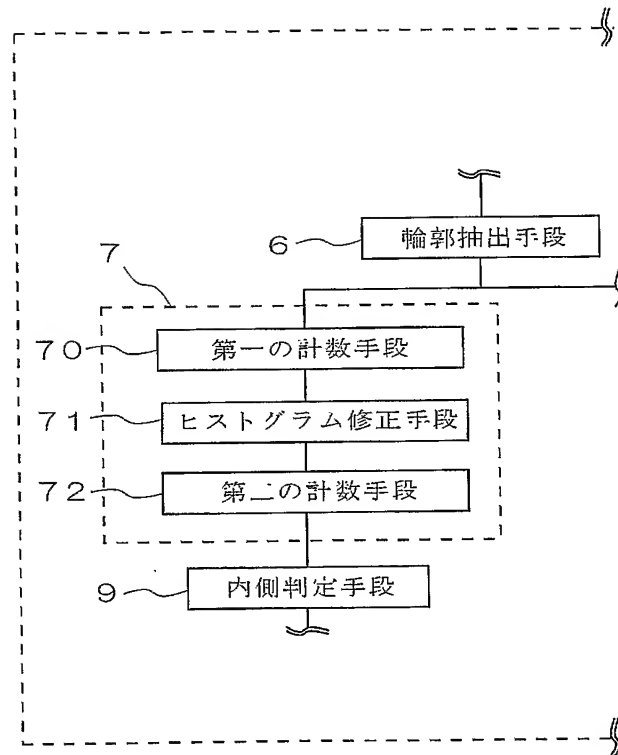 6
輪郭抽出手段
7
70
第一の計数手段
71
ヒストグラム修正手段
72
第二の計数手段
9
内側判定手段